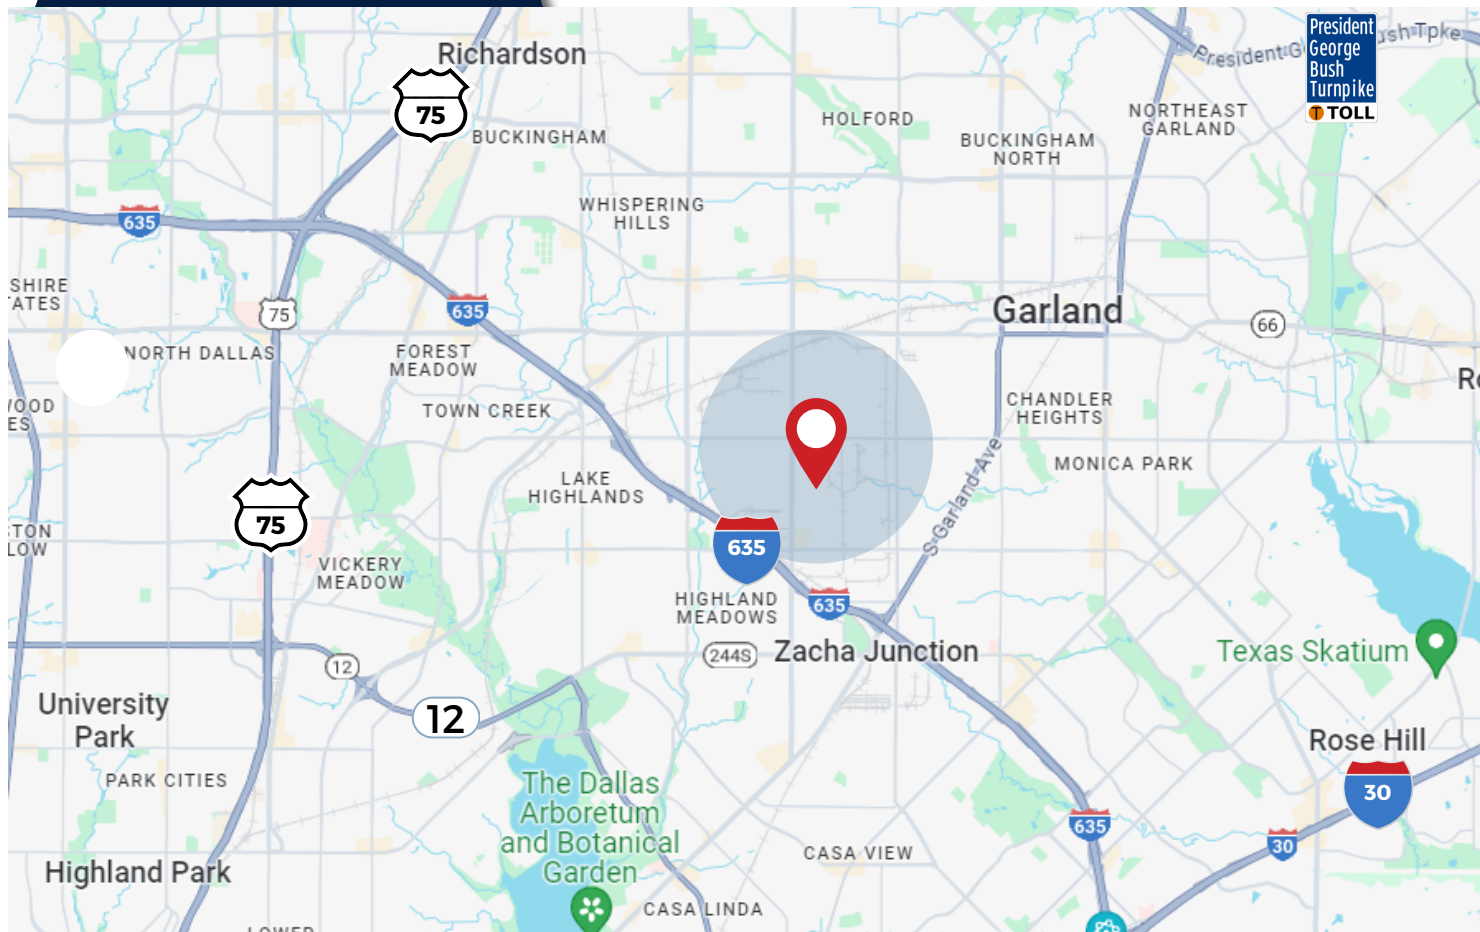 Richardson
75
BUCKINGHAM
HOLFORD
BUCKINGHAM
NORTH
NORTHEAST
GARLAND
President
George
Bush
Turnpike
TOLL
WHISPERING
HILLS
635
SHIRE
75
635
Garland
66
NORTH DALLAS
FOREST
MEADOW
TOWN CREEK
CHANDLER
HEIGHTS
MONICA PARK
S Garland Ave
LAKE
HIGHLANDS
75
VICKERY
MEADOW
635
HIGHLAND
MEADOWS
635
244S
Zacha Junction
Texas Skatium
12
12
University
Park
Rose Hill
30
PARK CITIES
The Dallas
Arboretum
and Botanical
Garden
635
30
CASA VIEW
Highland Park
CASA LINDA